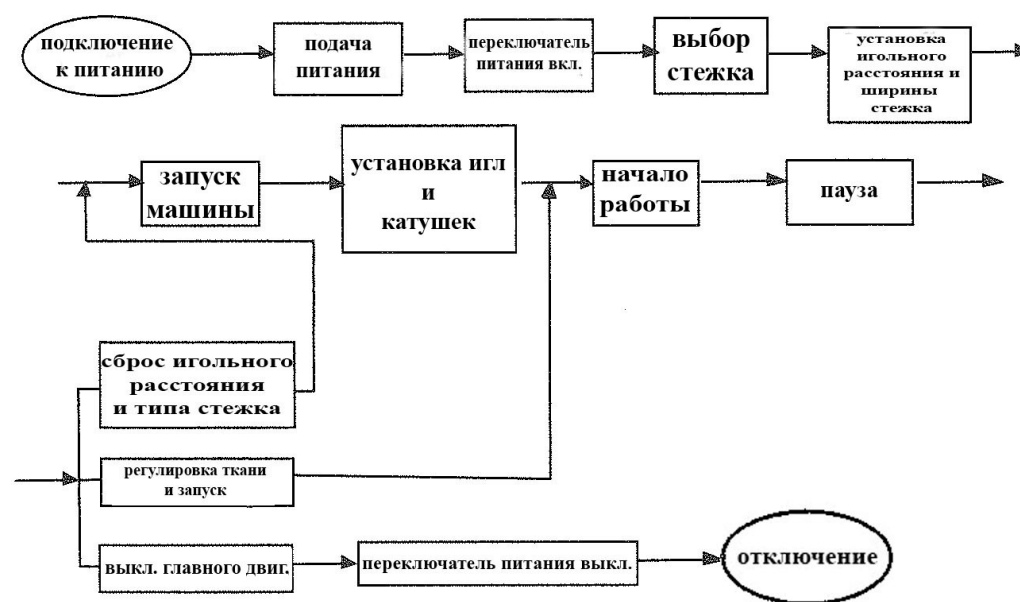 подключение
к питанию
подача
питания
переключатель
питания вкл.
выбор
стежка
установка
игольного
расстояния и
ширины
стежка
запуск
машины
установка игл
и
катушек
начало
работы
пауза
сброс игольного
расстояния
и типа стежка
регулировка ткани
и запуск
выкл. главного двиг.
переключатель питания выкл.
отключение